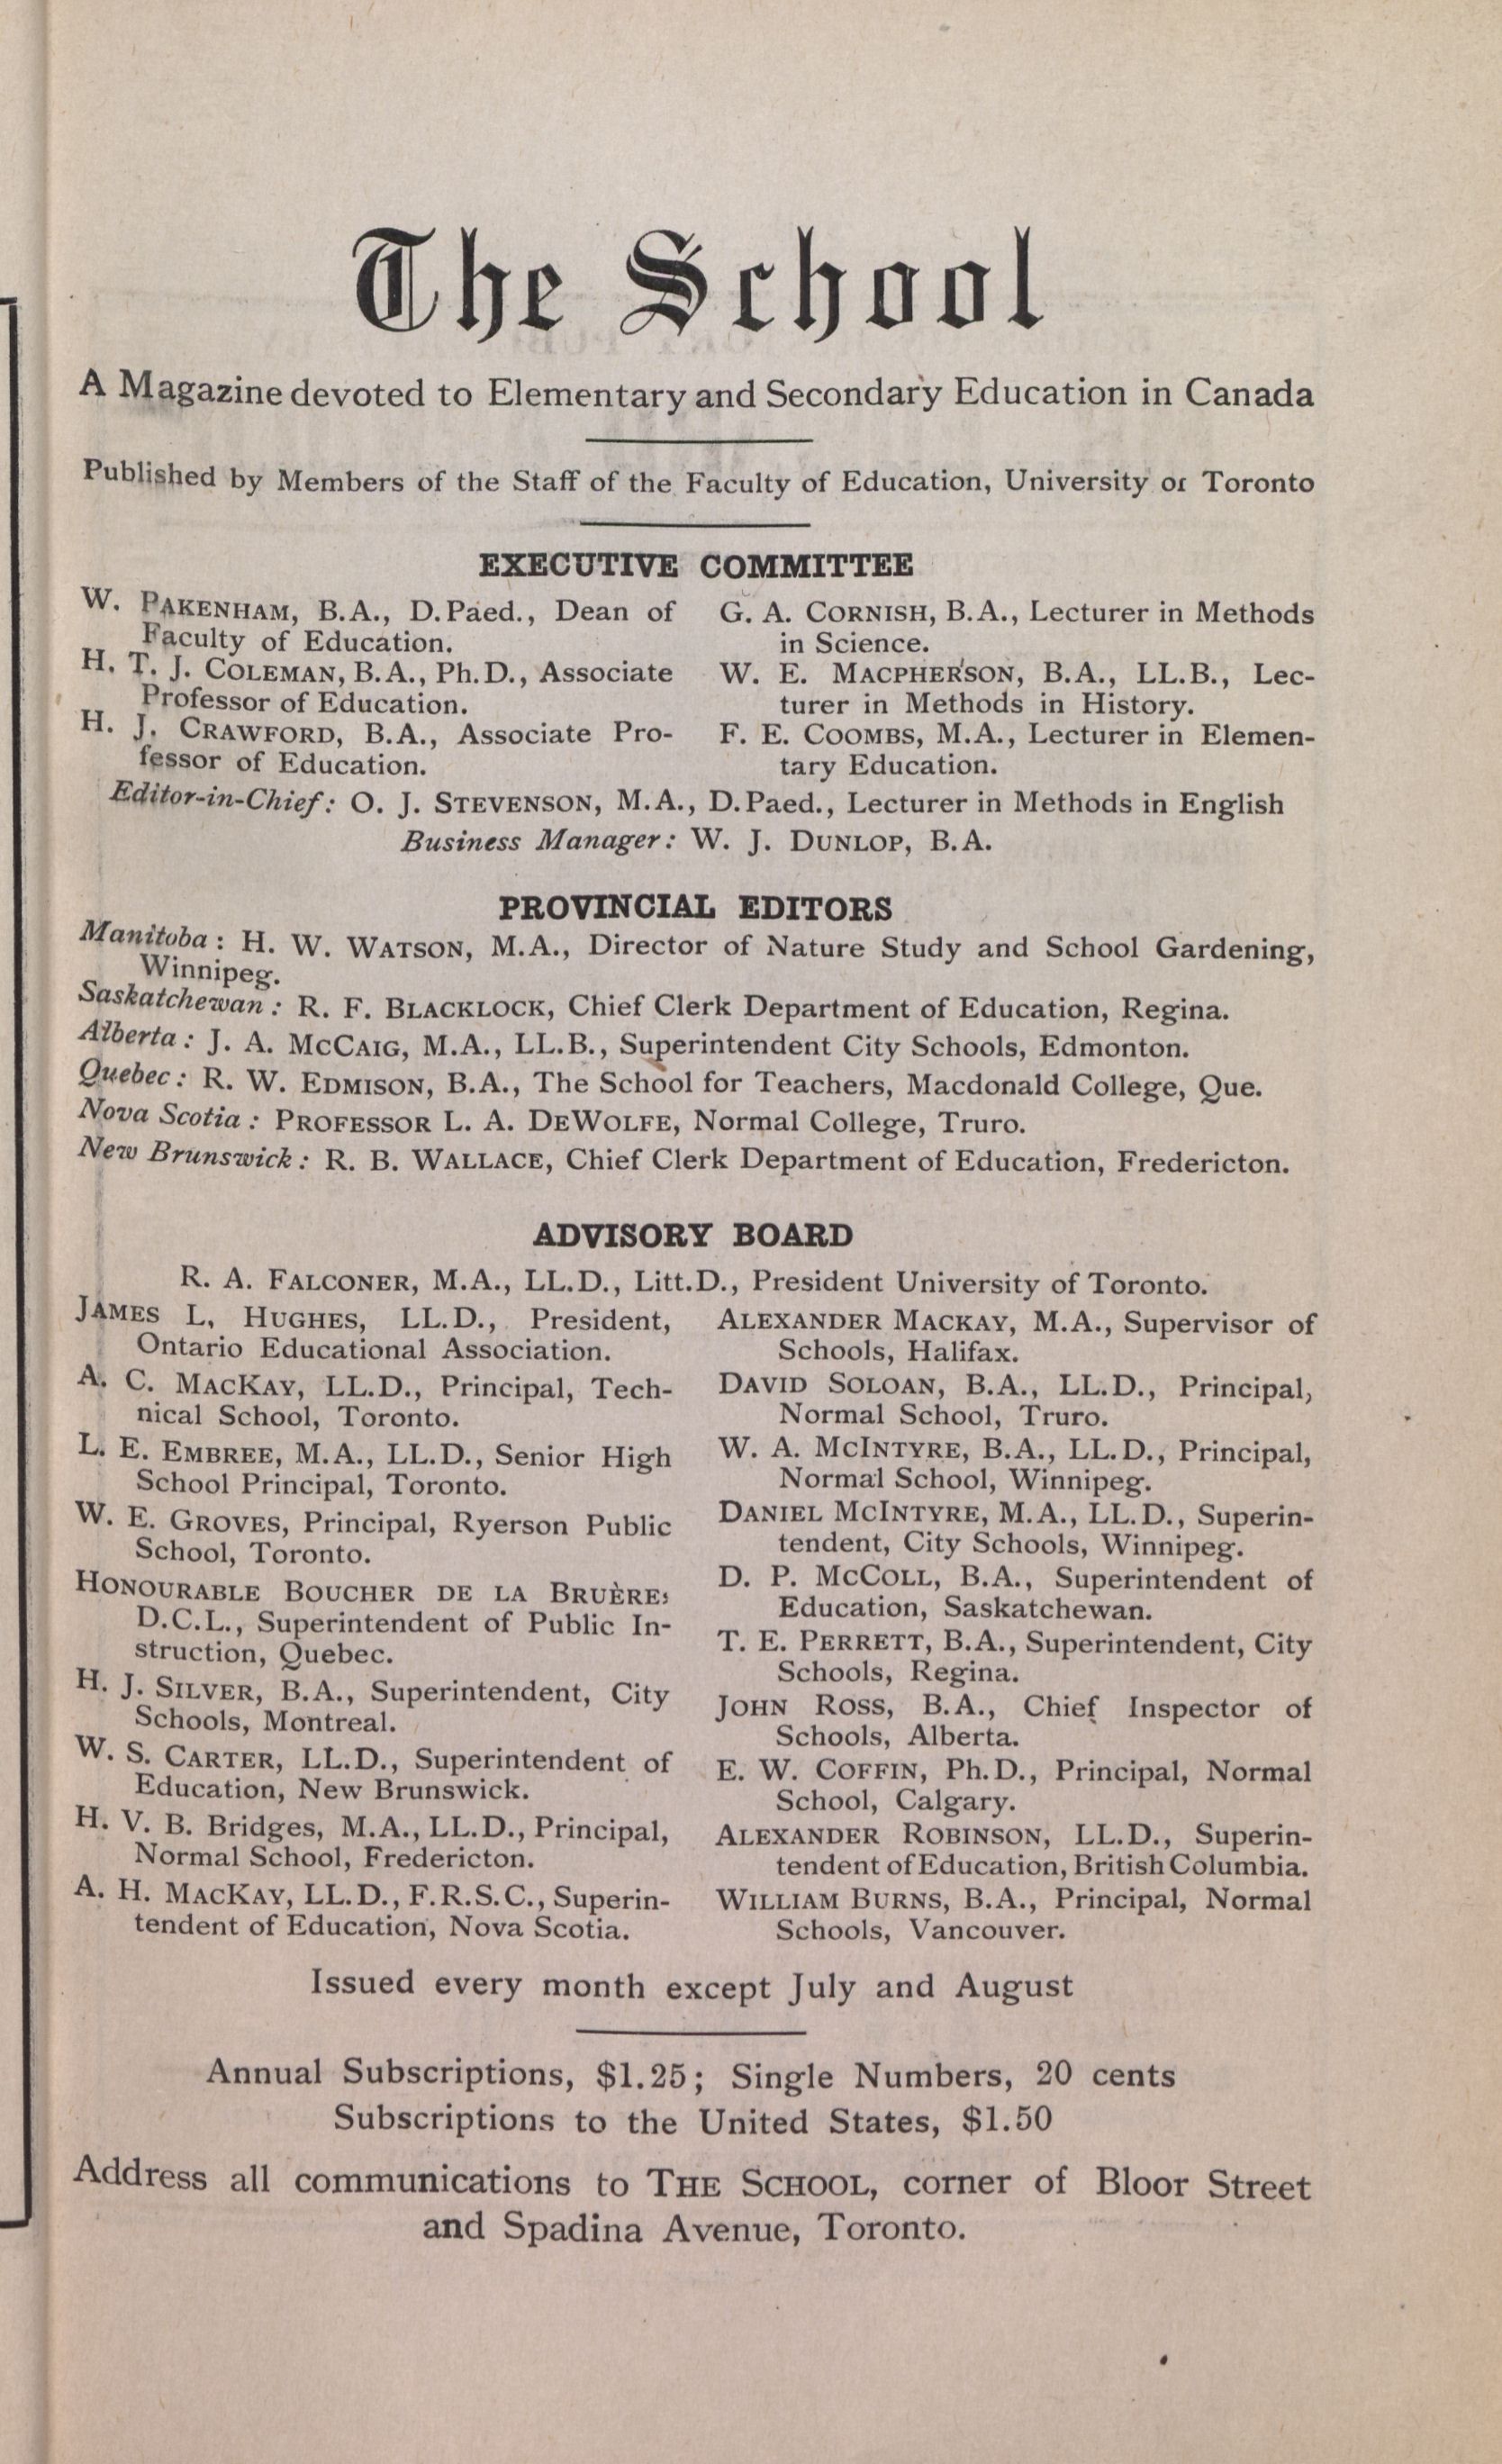 The School
A Magazine devoted to Elementary and Secondary Education in Canada
Published by Members of the Staff of the Faculty of Education, University of Toronto
EXECUTIVE COMMITTEE
W. PAKENHAM, B.A., D.Paed., Dean of
Faculty of Education.
H. T. J. COLEMAN, B.A., Ph.D., Associate
Professor of Education.
H. J. CRAWFORD, B.A., Associate Pro-
fessor of Education.
G. A. CORNISH, B.A., Lecturer in Methods
in Science.
W. E. MACPHERSON, B.A., LL.B., Lec-
turer in Methods in History.
F. E. COOMBS, M.A., Lecturer in Elemen-
tary Education.
Editor-in-Chief: O. J. STEVENSON, M.A., D.Paed., Lecturer in Methods in English
Business Manager: W. J. DUNLOP, B.A.
PROVINCIAL EDITORS
Manitoba: H. W. WATSON, M.A., Director of Nature Study and School Gardening,
Winnipeg.
Saskatchewan: R. F. BLACKLOCK, Chief Clerk Department of Education, Regina.
Alberta: J. A. MCCAIG, M.A., LL.B., Superintendent City Schools, Edmonton.
Quebec: R. W. EDMISON, B.A., The School for Teachers, Macdonald College, Que.
Nova Scotia: PROFESSOR L. A. DEWOLFE, Normal College, Truro.
New Brunswick: R. B. WALLACE, Chief Clerk Department of Education, Fredericton.
ADVISORY BOARD
R. A. FALCONER, M.A., LL.D., Litt.D., President University of Toronto.
JAMES L. HUGHES, LL.D., President,
Ontario Educational Association.
A. C. MACKAY, LL.D., Principal, Tech-
nical School, Toronto.
L. E. EMBREE, M.A., LL.D., Senior High
School Principal, Toronto.
W. E. GROVES, Principal, Ryerson Public
School, Toronto.
HONOURABLE BOUCHER DE LA BRUÈRE,
D.C.L., Superintendent of Public In-
struction, Quebec.
H. J. SILVER, B.A., Superintendent, City
Schools, Montreal.
W. S. CARTER, LL.D., Superintendent of
Education, New Brunswick.
H. V. B. Bridges, M.A., LL.D., Principal,
Normal School, Fredericton.
A. H. MACKAY, LL.D., F.R.S.C., Superin-
tendent of Education, Nova Scotia.
ALEXANDER MACKAY, M.A., Supervisor of
Schools, Halifax.
DAVID SOLOAN, B.A., LL.D., Principal,
Normal School, Truro.
W. A. MCINTYRE, B.A., LL.D., Principal,
Normal School, Winnipeg.
DANIEL MCINTYRE, M.A., LL.D., Superin-
tendent, City Schools, Winnipeg.
D. P. MCCOLL, B.A., Superintendent of
Education, Saskatchewan.
T. E. PERRETT, B.A., Superintendent, City
Schools, Regina.
JOHN ROSS, B.A., Chief Inspector of
Schools, Alberta.
E. W. COFFIN, Ph.D., Principal, Normal
School, Calgary.
ALEXANDER ROBINSON, LL.D., Superin-
tendent of Education, British Columbia.
WILLIAM BURNS, B.A., Principal, Normal
Schools, Vancouver.
Issued every month except July and August
Annual Subscriptions, $1.25; Single Numbers, 20 cents
Subscriptions to the United States, $1.50
Address all communications to THE SCHOOL, corner of Bloor Street
and Spadina Avenue, Toronto.